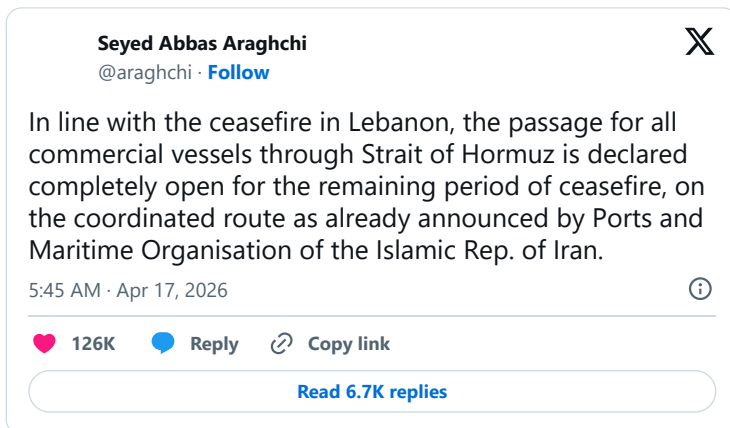 Seyed Abbas Araghchi
@araghchi · Follow
In line with the ceasefire in Lebanon, the passage for all
commercial vessels through Strait of Hormuz is declared
completely open for the remaining period of ceasefire, on
the coordinated route as already announced by Ports and
Maritime Organisation of the Islamic Rep. of Iran.
5:45 AM · Apr 17, 2026
126K Reply Copy link
Read 6.7K replies